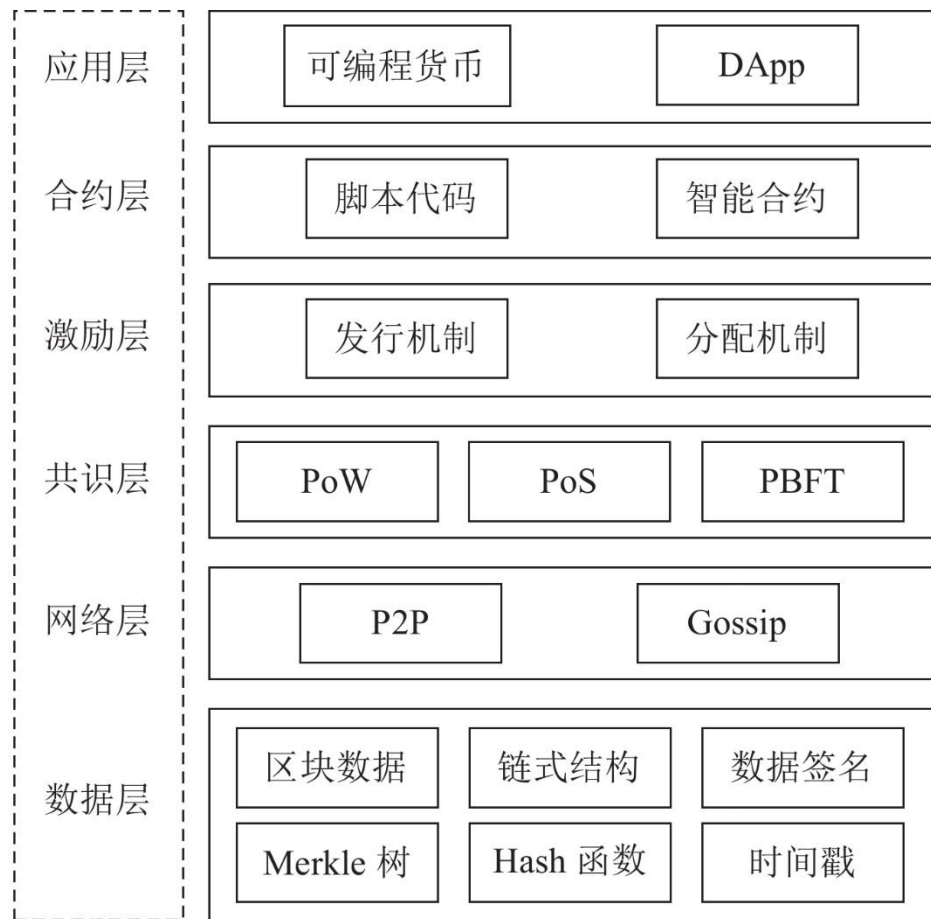 应用层
可编程货币 DApp
合约层
脚本代码 智能合约
激励层
发行机制 分配机制
共识层
PoW PoS PBFT
网络层
P2P Gossip
数据层
区块数据 链式结构 数据签名
Merkle 树 Hash 函数 时间戳